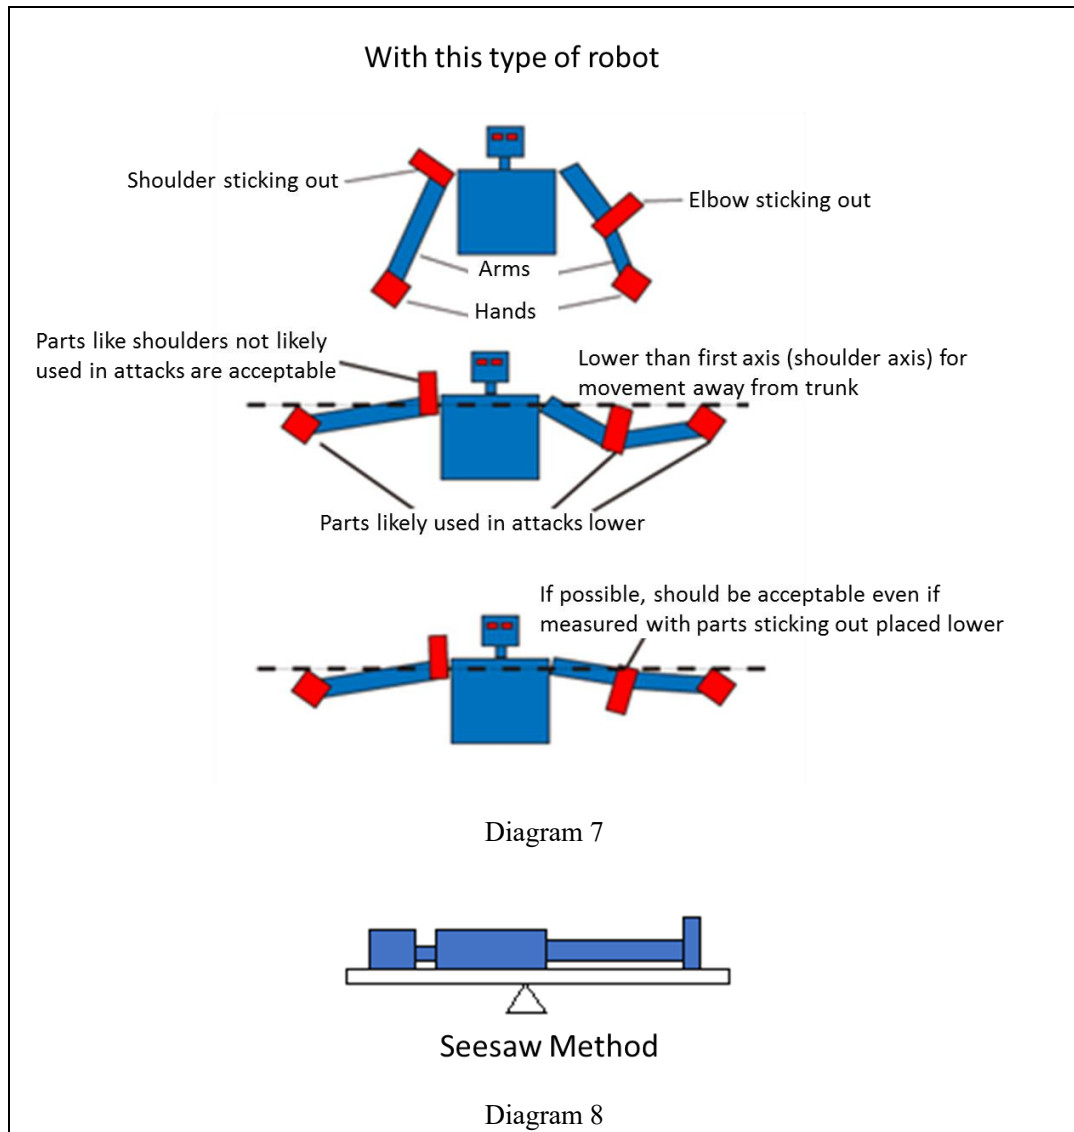 With this type of robot
Shoulder sticking out
Elbow sticking out
Arms
Hands
Parts like shoulders not likely
used in attacks are acceptable
Lower than first axis (shoulder axis) for
movement away from trunk
Parts likely used in attacks lower
If possible, should be acceptable even if
measured with parts sticking out placed lower
Diagram 7
Seesaw Method
Diagram 8